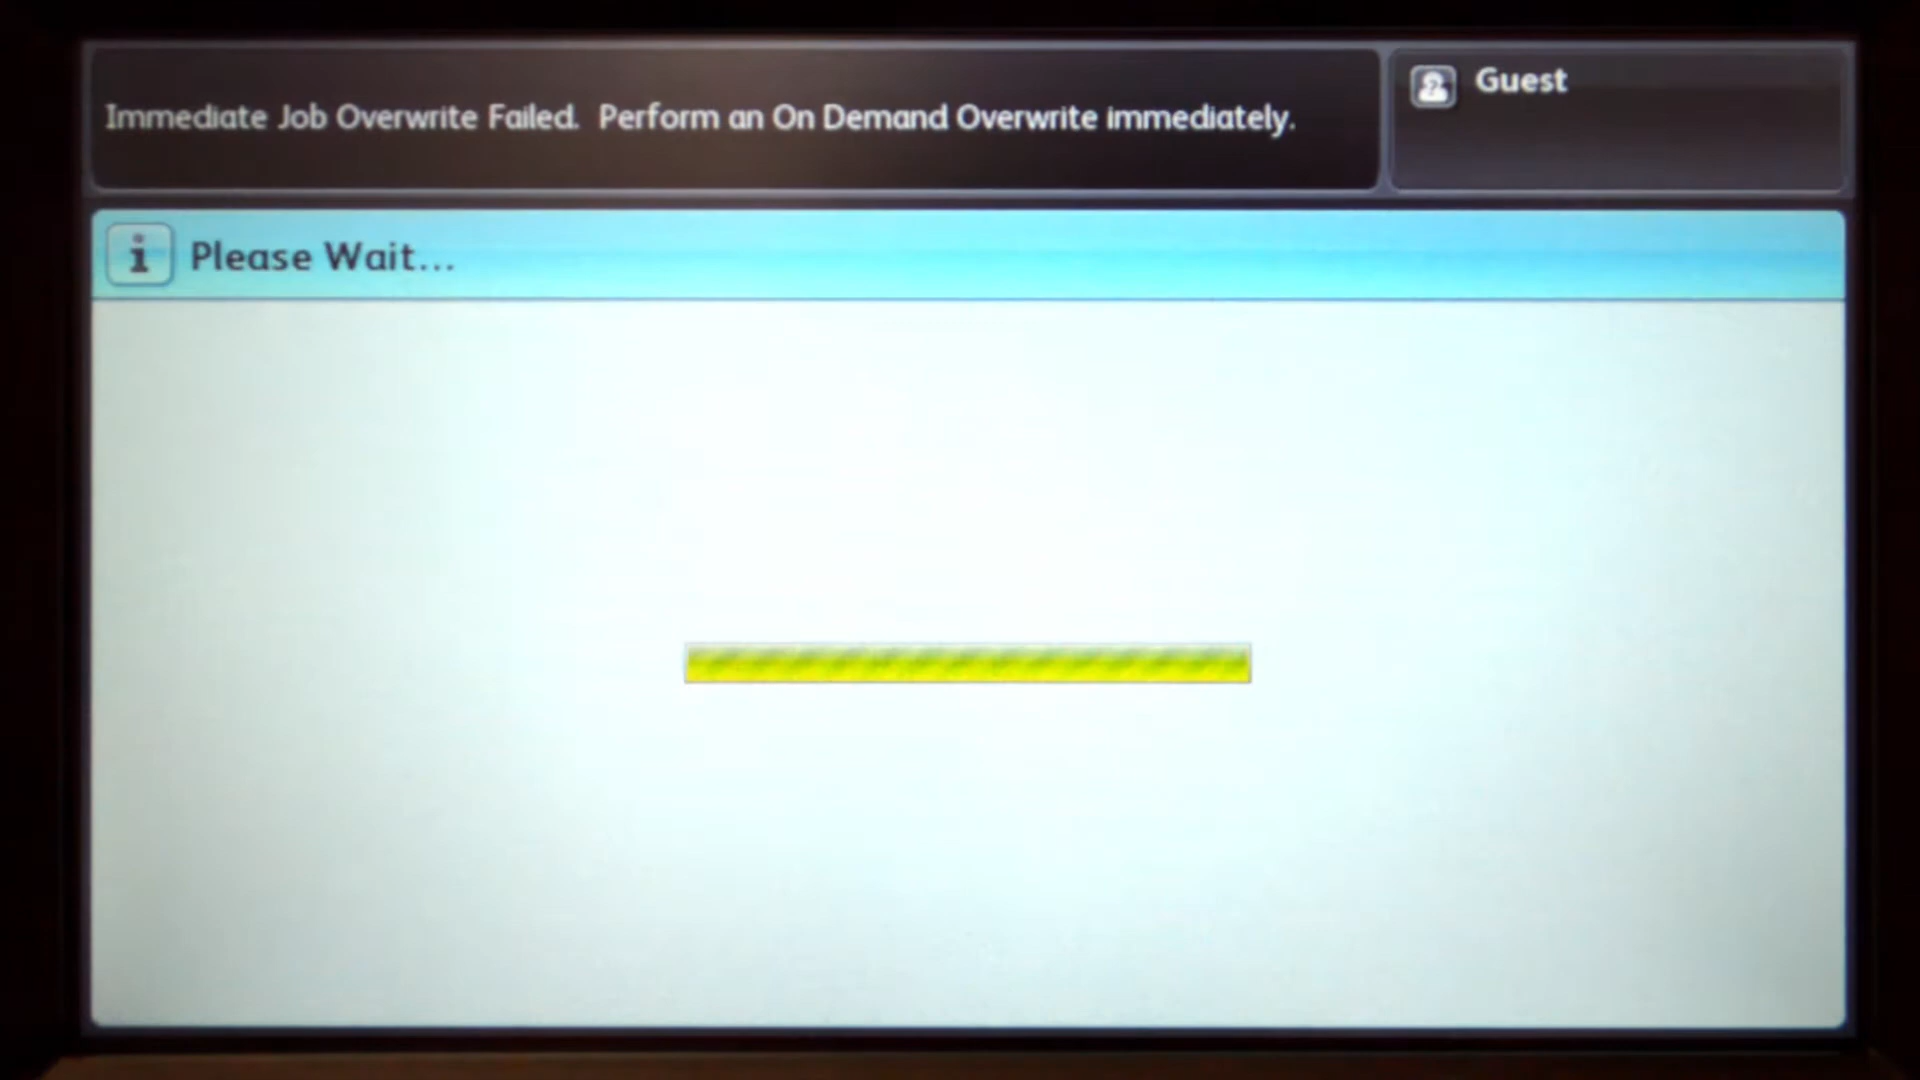 Immediate Job Overwrite Failed.  Perform an On Demand Overwrite immediately.
Guest
Please Wait...